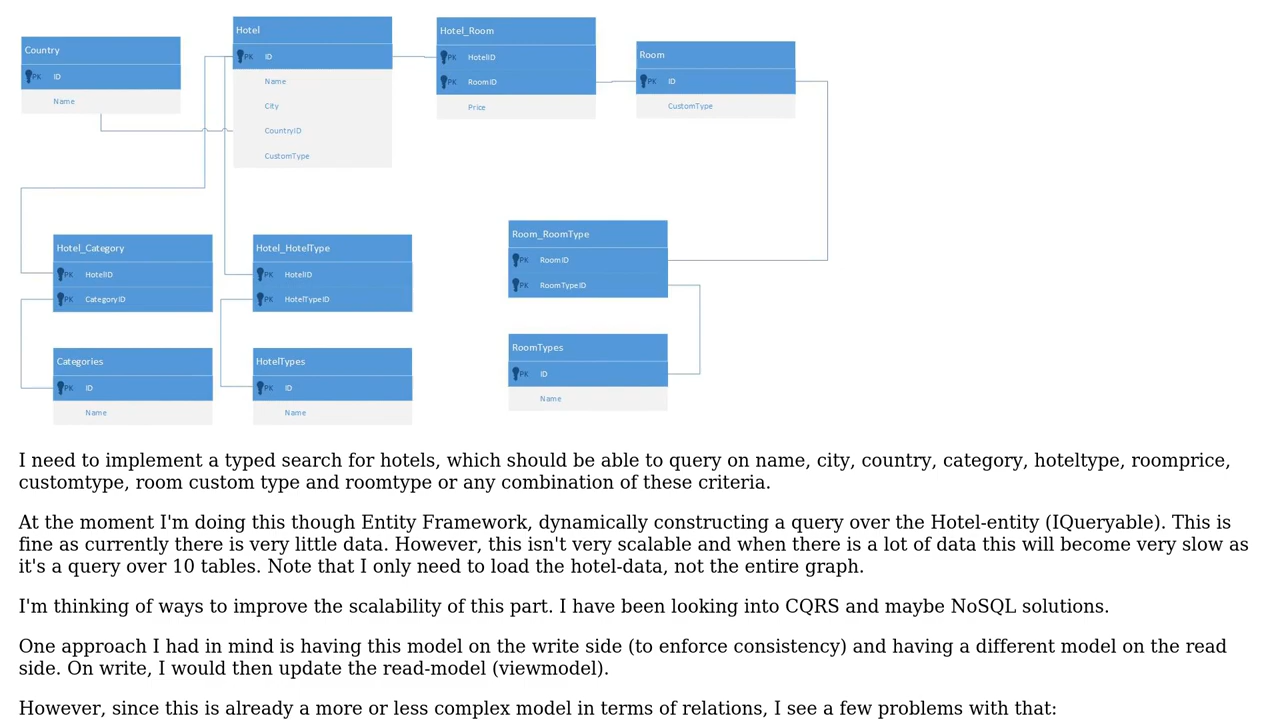 Country
PK ID
Name
Hotel
PK ID
Name
City
CountryID
CustomType
Hotel_Room
PK HotelID
PK RoomID
Price
Room
PK ID
CustomType
Hotel_Category
PK HotelID
PK CategoryID
Hotel_HotelType
PK HotelID
PK HotelTypeID
Room_RoomType
PK RoomID
PK RoomTypeID
Categories
PK ID
Name
HotelTypes
PK ID
Name
RoomTypes
PK ID
Name
I need to implement a typed search for hotels, which should be able to query on name, city, country, category, hoteltype, roomprice,
customtype, room custom type and roomtype or any combination of these criteria.
At the moment I'm doing this though Entity Framework, dynamically constructing a query over the Hotel-entity (IQueryable). This is
fine as currently there is very little data. However, this isn't very scalable and when there is a lot of data this will become very slow as
it's a query over 10 tables. Note that I only need to load the hotel-data, not the entire graph.
I'm thinking of ways to improve the scalability of this part. I have been looking into CQRS and maybe NoSQL solutions.
One approach I had in mind is having this model on the write side (to enforce consistency) and having a different model on the read
side. On write, I would then update the read-model (viewmodel).
However, since this is already a more or less complex model in terms of relations, I see a few problems with that: